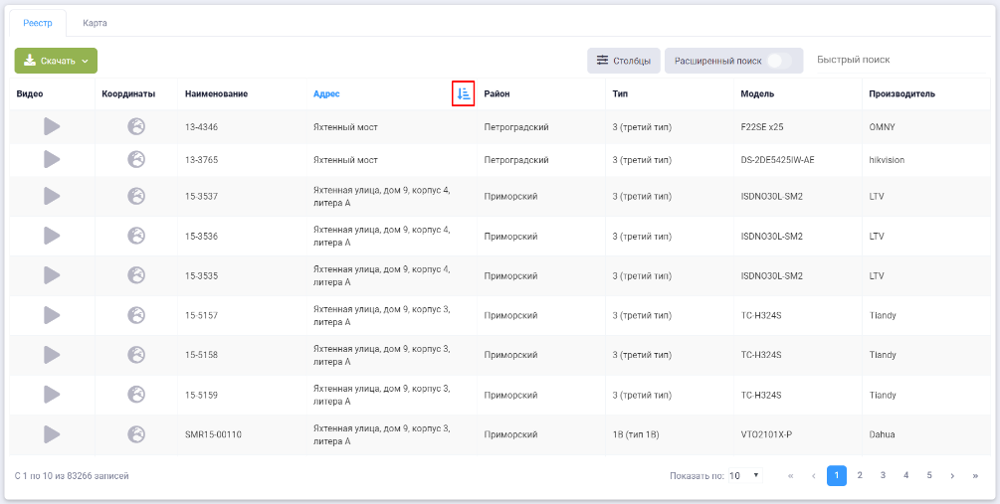 Реестр Карта
Скачать Столбцы Расширенный поиск Быстрый поиск
Видео Координаты Наименование Адрес Район Тип Модель Производитель
13-4346 Яхтенный мост Петроградский 3 (третий тип) F22SE x25 OMNY
13-3765 Яхтенный мост Петроградский 3 (третий тип) DS-2DE5425IW-AE hikvision
15-3537 Яхтенная улица, дом 9, корпус 4, Приморский 3 (третий тип) ISDNO30L-SM2 LTV
литера А
15-3536 Яхтенная улица, дом 9, корпус 4, Приморский 3 (третий тип) ISDNO30L-SM2 LTV
литера А
15-3535 Яхтенная улица, дом 9, корпус 4, Приморский 3 (третий тип) ISDNO30L-SM2 LTV
литера А
15-5157 Яхтенная улица, дом 9, корпус 3, Приморский 3 (третий тип) TC-H324S Tiandy
литера А
15-5158 Яхтенная улица, дом 9, корпус 3, Приморский 3 (третий тип) TC-H324S Tiandy
литера А
15-5159 Яхтенная улица, дом 9, корпус 3, Приморский 3 (третий тип) TC-H324S Tiandy
литера А
SMR15-00110 Яхтенная улица, дом 9, корпус 3, Приморский 1В (тип 1В) VTO2101X-P Dahua
литера А
С 1 по 10 из 83266 записей Показать по: 10 « ‹ 1 2 3 4 5 › »